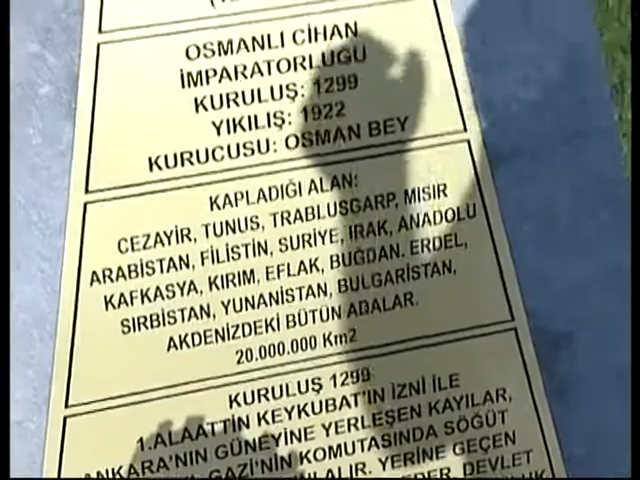 OSMANLI CİHAN
İMPARATORLUĞU
KURULUŞ: 1299
YIKILIŞ: 1922
KURUCUSU: OSMAN BEY
KAPLADIĞI ALAN:
CEZAYİR, TUNUS, TRABLUSGARP, MISIR
ARABİSTAN, FİLİSTİN, SURİYE, IRAK, ANADOLU
KAFKASYA, KIRIM, EFLAK, BUĞDAN. ERDEL,
SIRBİSTAN, YUNANİSTAN, BULGARİSTAN,
AKDENİZDEKİ BÜTÜN ADALAR.
20.000.000 Km2
KURULUŞ 1299
1.ALAATTİN KEYKUBAT'IN İZNİ İLE
ANKARA'NIN GÜNEYİNE YERLEŞEN KAYILAR,
GAZİ'NİN KOMUTASINDA SÖĞÜT
YERİNE GEÇEN
DEVLET